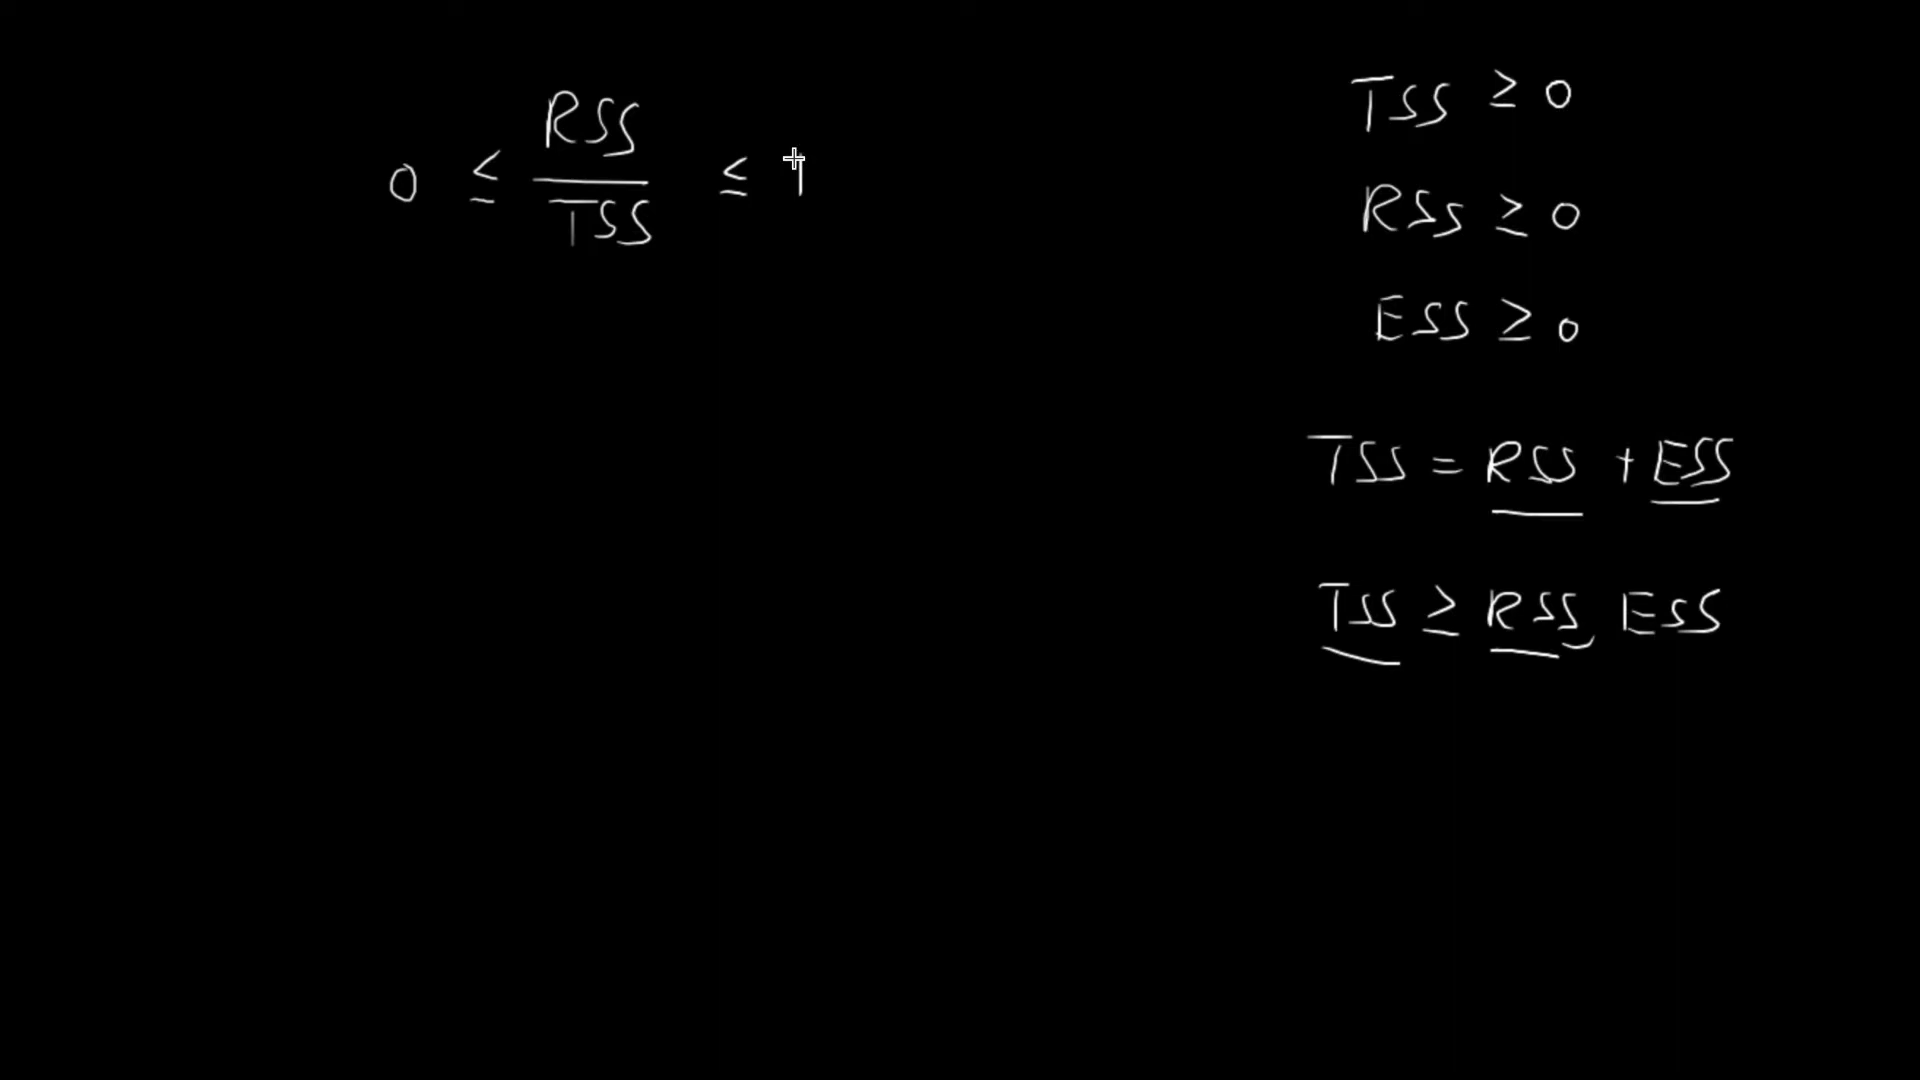 0 ≤ RSS / TSS ≤ 1
TSS ≥ 0
RSS ≥ 0
ESS ≥ 0
TSS = RSS + ESS
TSS ≥ RSS, ESS